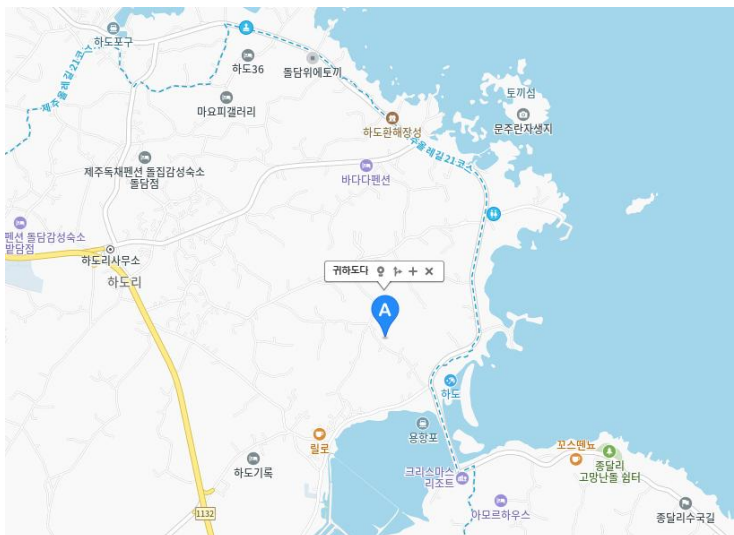 하도포구
하도36
돌담위에토끼
제주올레길21코스
마요피갤러리
토끼섬
문주란자생지
하도환해장성
주올레길21코스
제주독채펜션 돌집감성숙소
돌담점
바다다펜션
펜션 돌담감성숙소
밭담점
하도리사무소
하도리
귀하도다
A
하도
용항포
릴로
하도기록
크리스마스
리조트
꼬스뗀뇨
종달리
고망난돌 쉼터
1132
아모르하우스
종달리수국길